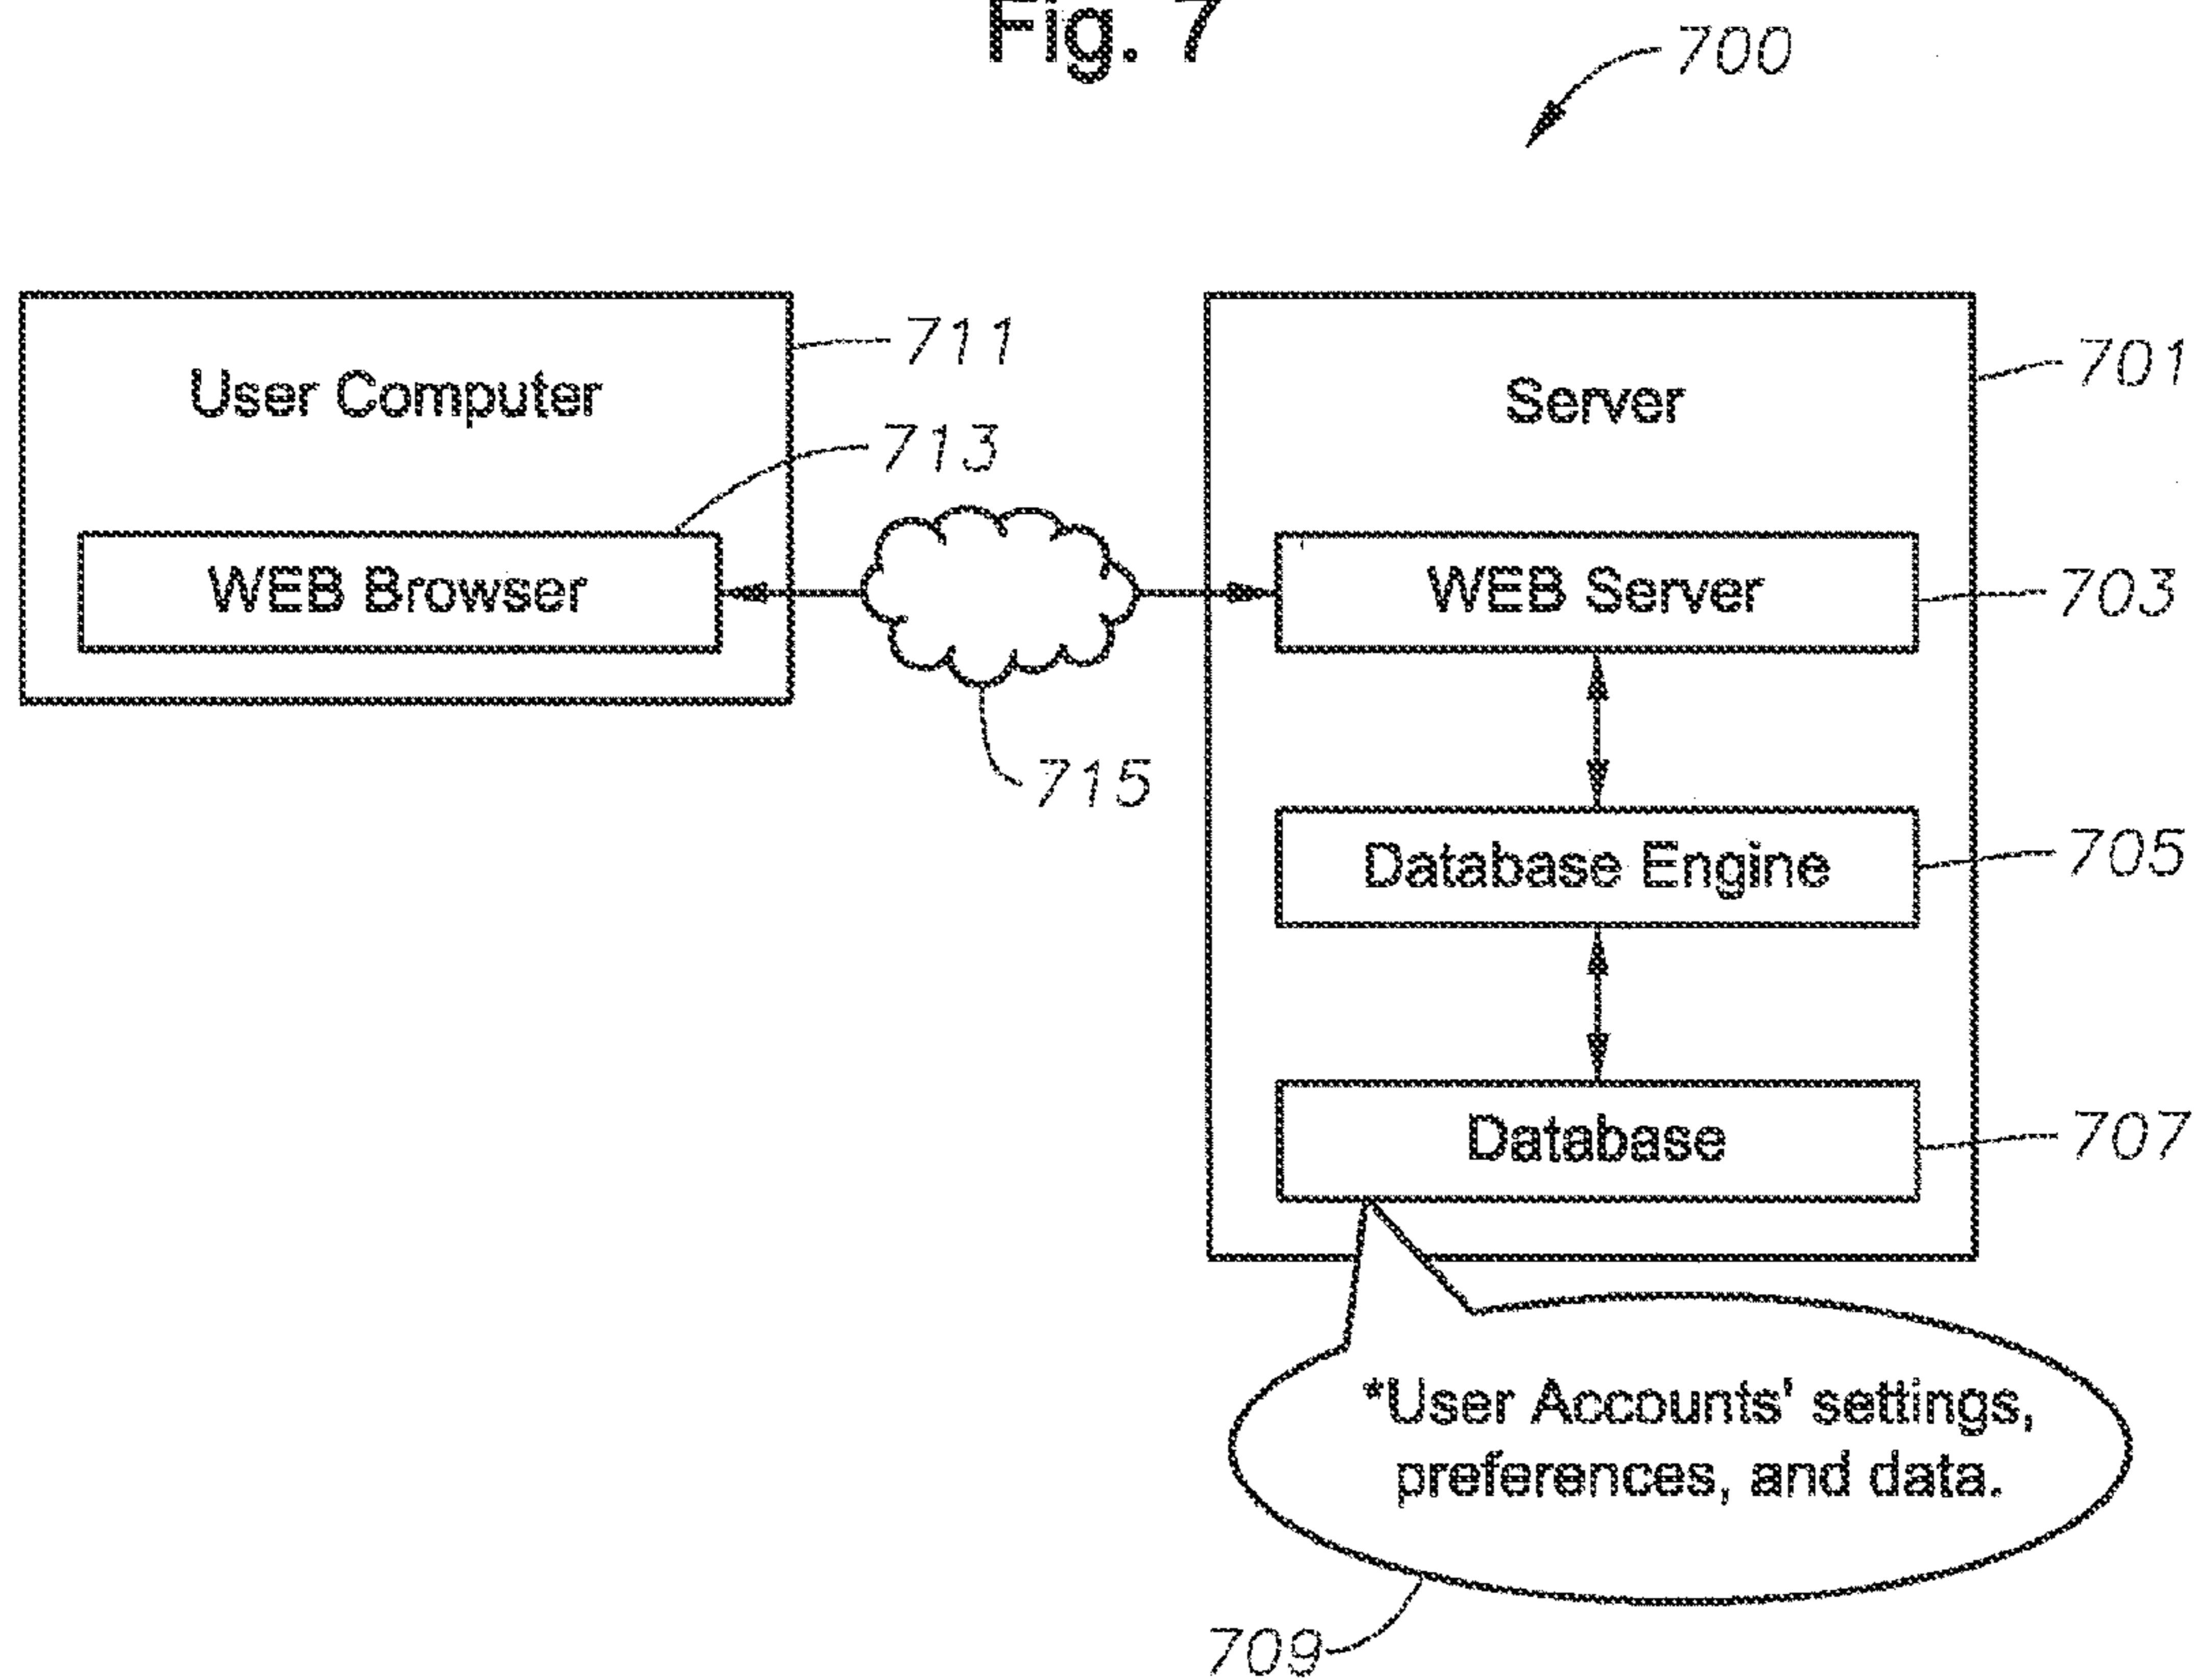 Fig. 7
700
User Computer
711
713
WEB Browser
715
Server
701
WEB Server
703
Database Engine
705
Database
707
*User Accounts' settings,
preferences, and data.
709